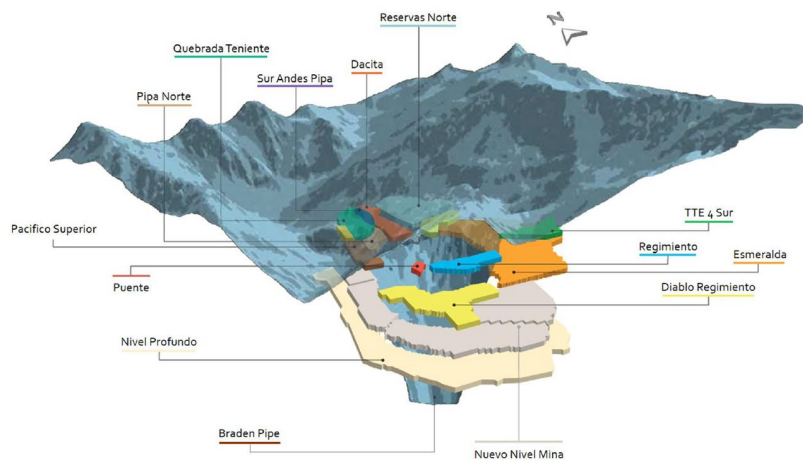 N
Reservas Norte
Quebrada Teniente
Dacita
Sur Andes Pipa
Pipa Norte
TTE 4 Sur
Pacifico Superior
Regimiento
Esmeralda
Puente
Diablo Regimiento
Nivel Profundo
Braden Pipe
Nuevo Nivel Mina